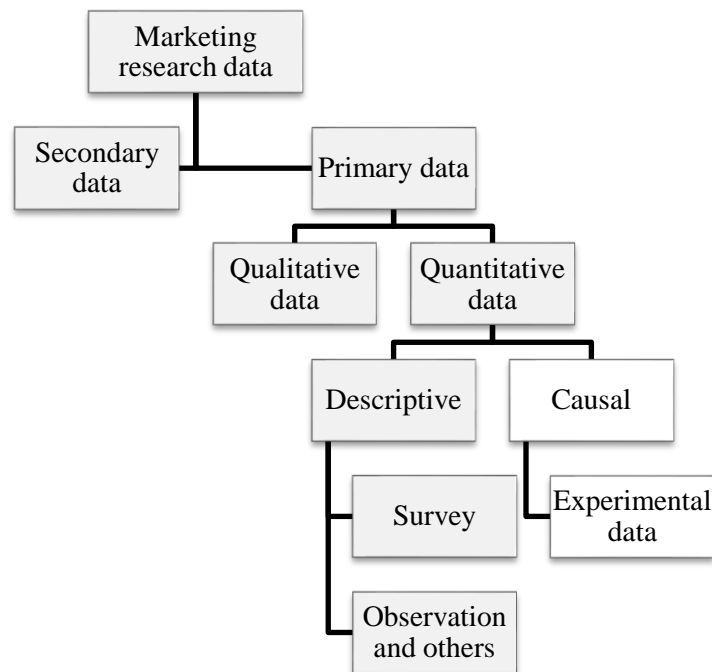 Marketing
research data
Secondary
data
Primary data
Qualitative
data
Quantitative
data
Descriptive
Causal
Survey
Experimental
data
Observation
and others